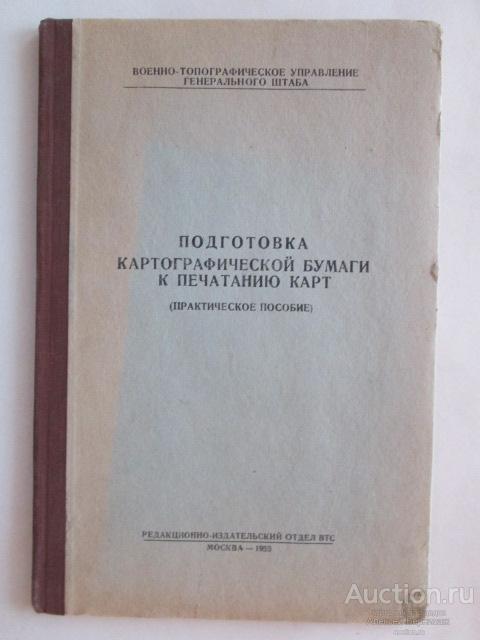 ВОЕННО-ТОПОГРАФИЧЕСКОЕ УПРАВЛЕНИЕ
ГЕНЕРАЛЬНОГО ШТАБА
ПОДГОТОВКА
КАРТОГРАФИЧЕСКОЙ БУМАГИ
К ПЕЧАТАНИЮ КАРТ
(ПРАКТИЧЕСКОЕ ПОСОБИЕ)
РЕДАКЦИОННО-ИЗДАТЕЛЬСКИЙ ОТДЕЛ ВТС
МОСКВА — 1953
Auction.ru